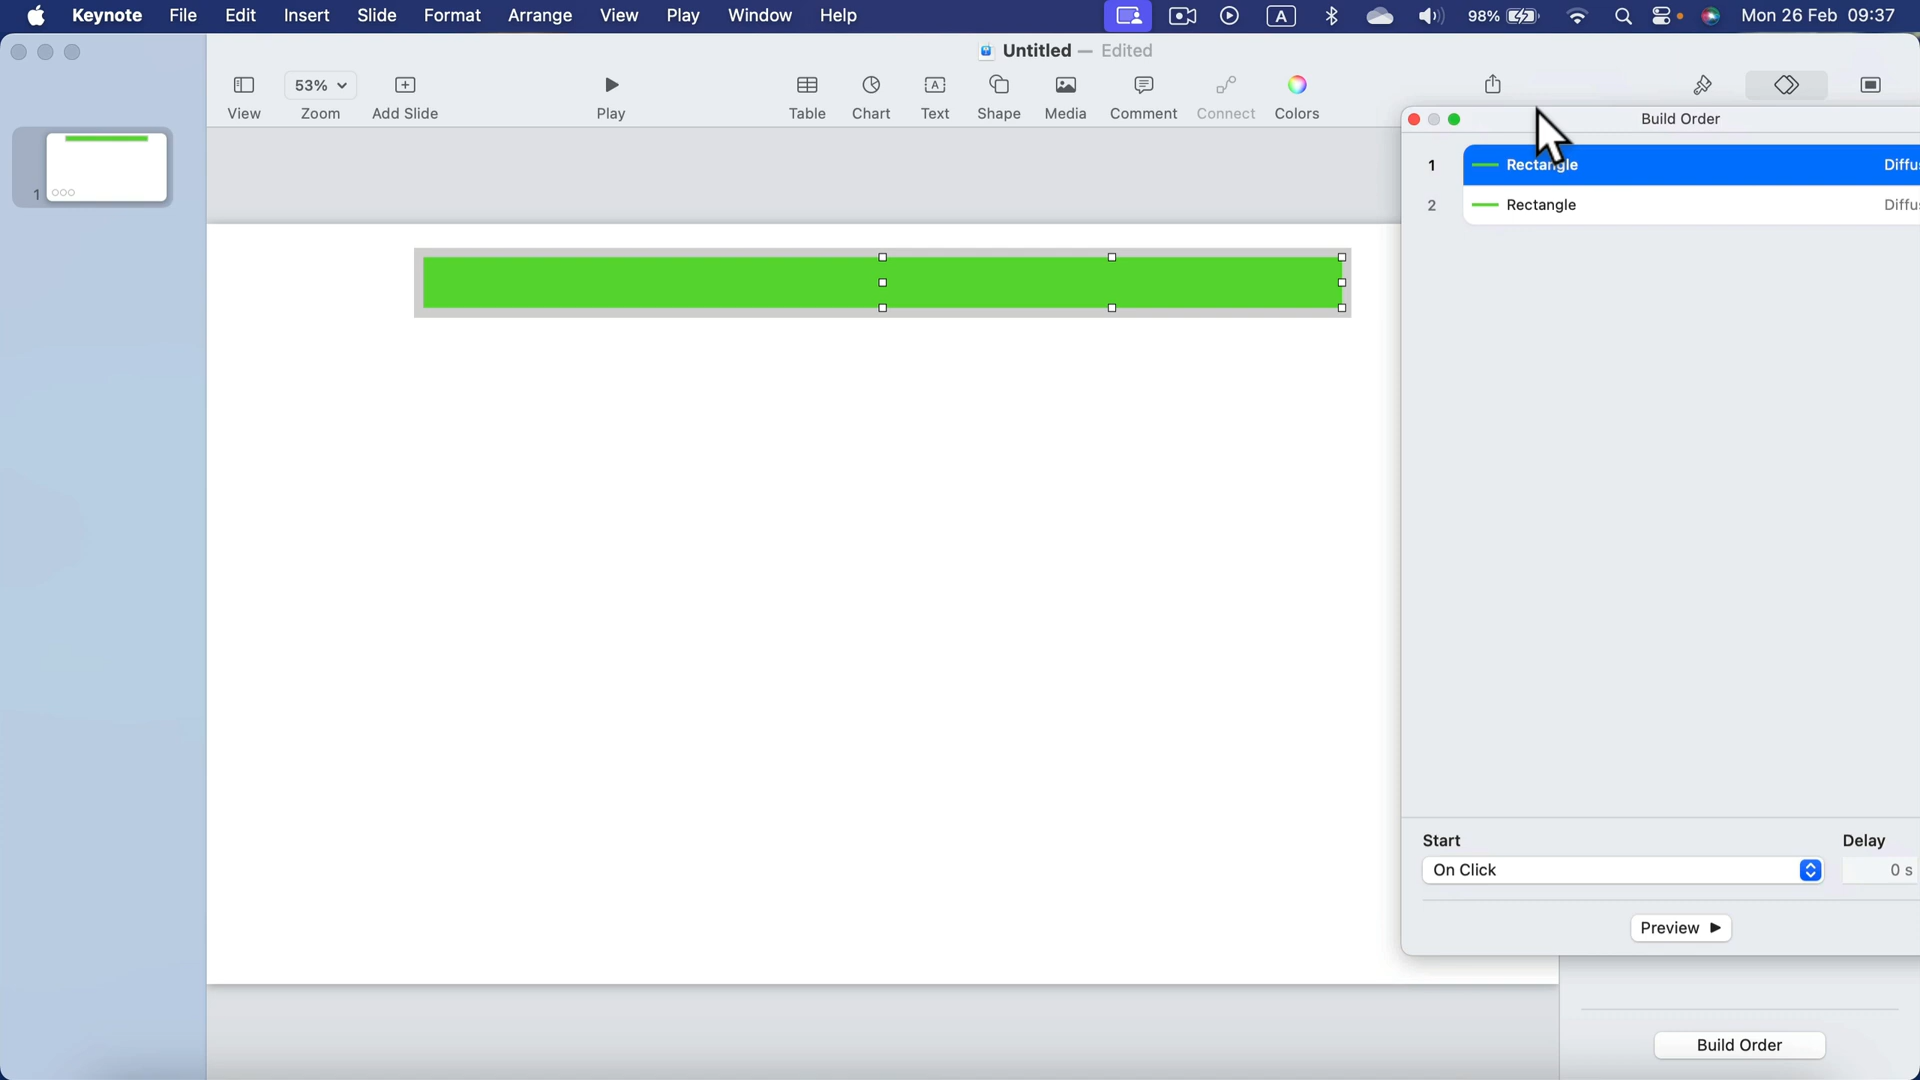 Keynote File Edit Insert Slide Format Arrange View Play Window Help A 98% Mon 26 Feb 09:37
Untitled — Edited
53%
View Zoom Add Slide Play Table Chart Text Shape Media Comment Connect Colors
Build Order
1 Rectangle Diffu
2 Rectangle Diffu
1
Start Delay
On Click 0 s
Preview
Build Order